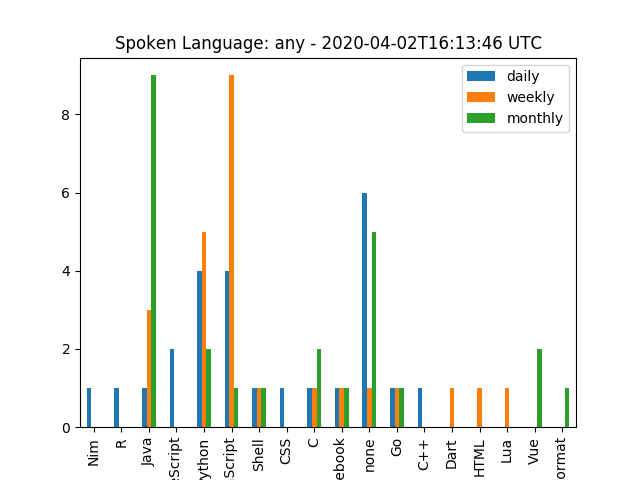 Spoken Language: any - 2020-04-02T16:13:46 UTC
daily
weekly
monthly
8
6
4
2
0
Nim
R
Java
eScript
ython
Script
Shell
CSS
C
ebook
none
Go
C++
Dart
HTML
Lua
Vue
ormat